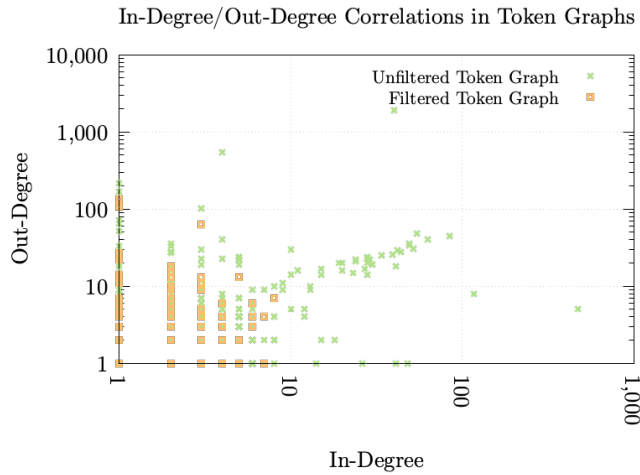 In-Degree/Out-Degree Correlations in Token Graphs
10,000
1,000
100
10
1
Out-Degree
Unfiltered Token Graph
Filtered Token Graph
1
10
100
1,000
In-Degree